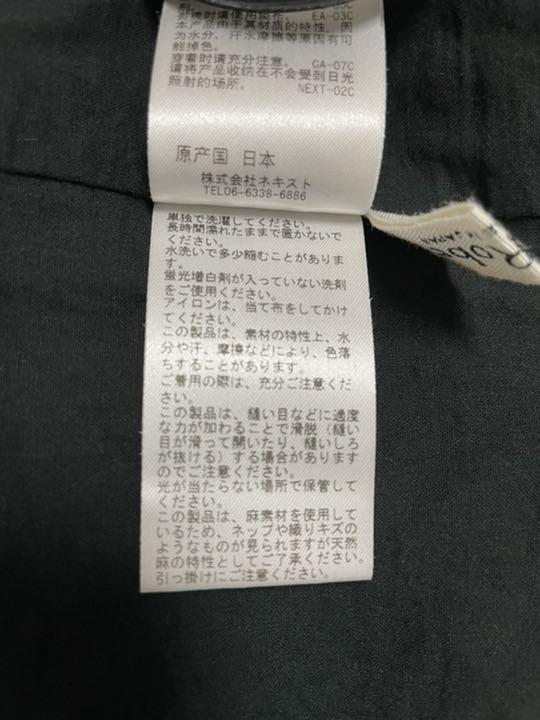 剂。
请使用垫布。 EA-03C
本产品由于其材质的特性，因
为水分、汗水摩擦等原因有可
能掉色。
穿着时请充分注意。 GA-07C
请将产品收纳在不会受到日光
照射的场所。 NEXT-02C
原产国 日本
株式会社ネキスト
TEL06-6338-6886
単独で洗濯してください。
長時間濡れたままで置かないで
ください。
水洗いで多少縮むことがありま
す。
蛍光増白剤が入っていない洗剤
をご使用ください。
アイロンは、当て布をしてかけ
てください。
この製品は、素材の特性上、水
分や汗、摩擦などにより、色落
ちすることがあります。
ご着用の際は、充分ご注意くだ
さい。
この製品は、縫い目などに過度
な力が加わることで滑脱（縫い
目が滑って開いたり、縫いしろ
が抜ける）する場合があります
のでご注意ください。
光が当たらない場所で保管して
ください。
この製品は、麻素材を使用して
いるため、ネップや織りキズの
ようなものが見られますが天然
麻の特性としてご了承ください。
引っ掛けにご注意ください。
JAPAN